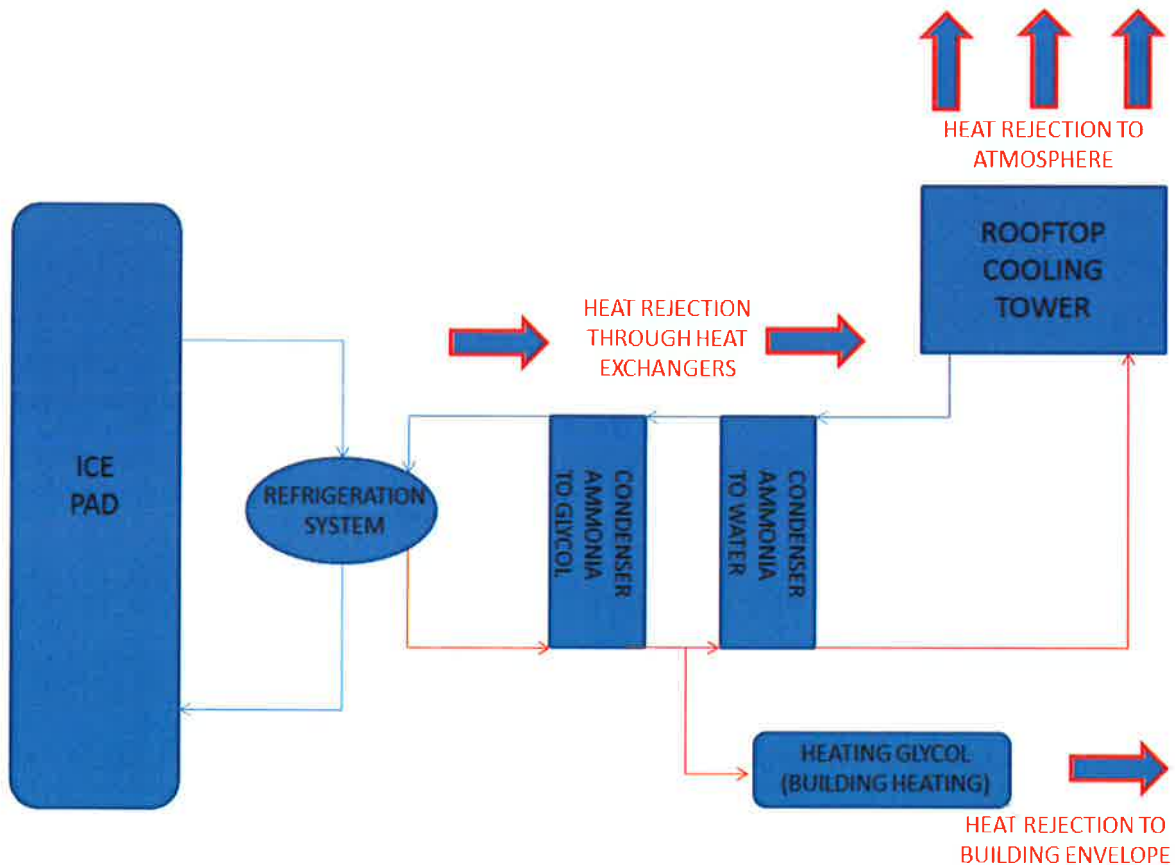 HEAT REJECTION TO
ATMOSPHERE
ROOFTOP
COOLING
TOWER
HEAT REJECTION
THROUGH HEAT
EXCHANGERS
ICE
PAD
REFRIGERATION
SYSTEM
CONDENSER
AMMONIA
TO GLYCOL
CONDENSER
AMMONIA
TO WATER
HEATING GLYCOL
(BUILDING HEATING)
HEAT REJECTION TO
BUILDING ENVELOPE